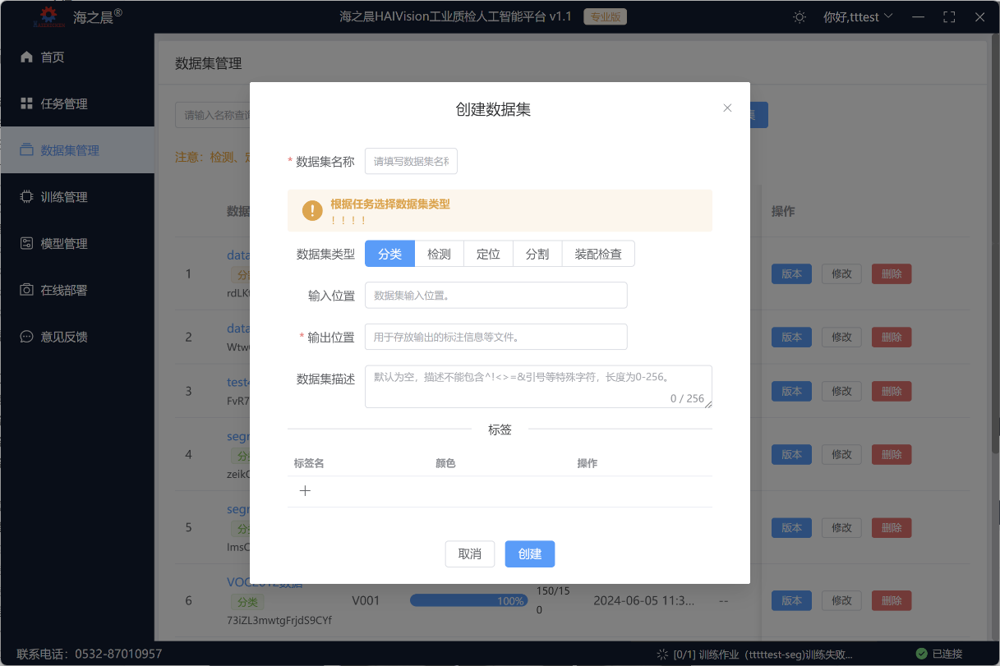 海之晨®
海之晨HAIVision工业质检人工智能平台 v1.1
专业版
你好,tttest
首页
任务管理
数据集管理
训练管理
模型管理
在线部署
意见反馈
数据集管理
请输入名称查询
注意：检测、定
创建数据集
* 数据集名称
请填写数据集名称
根据任务选择数据集类型
！！！！
数据集类型
分类 检测 定位 分割 装配检查
输入位置
数据集输入位置。
* 输出位置
用于存放输出的标注信息等文件。
数据集描述
默认为空，描述不能包含^!<>=&引号等特殊字符，长度为0-256。
0 / 256
标签
标签名 颜色 操作
取消 创建
数据 操作
1 data 版本 修改 删除
分
rdLK
2 data 版本 修改 删除
Wtw
3 test4 版本 修改 删除
FvR7
4 segr 版本 修改 删除
分
zeik
5 segr 版本 修改 删除
分
ImsC
VOC2012数据
6 分类 V001 100% 150/150 2024-06-05 11:3... -- 版本 修改 删除
73iZL3mwtgFrjdS9CYf
联系电话：0532-87010957
[0/1] 训练作业（tttttest-seg)训练失败...
已连接